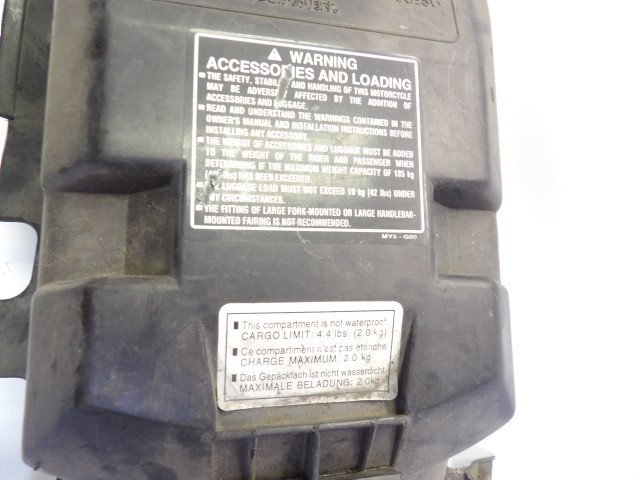 WARNING
ACCESSORIES AND LOADING
THE SAFETY, STABIL AND HANDLING OF THIS MOTORCYCLE
MAY BE ADVERSELY AFFECTED BY THE ADDITION OF
ACCESSORIES AND LUGGAGE.
READ AND UNDERSTAND THE WARNINGS CONTAINED IN THE
OWNER'S MANUAL AND INSTALLATION INSTRUCTIONS BEFORE
INSTALLING ANY ACCESSORY.
THE WEIGHT OF ACCESSORIES AND LUGGAGE MUST BE ADDED
TO THE WEIGHT OF THE RIDER AND PASSENGER WHEN
DETERMINING IF THE MAXIMUM WEIGHT CAPACITY OF 185 kg
lbs) HAS BEEN EXCEEDED.
LUGGAGE LOAD MUST NOT EXCEED 19 kg (42 lbs) UNDER
ANY CIRCUMSTANCES.
THE FITTING OF LARGE FORK-MOUNTED OR LARGE HANDLEBAR-
MOUNTED FAIRING IS NOT RECOMMENDED.
MY5 - G00
This compartment is not waterproof
CARGO LIMIT: 4.4 lbs. (2.0 kg)
Ce compartiment n'est pas étanche
CHARGE MAXIMUM: 2.0 kg
Das Gepäckfach ist nicht wasserdicht
MAXIMALE BELADUNG: 2.0kg